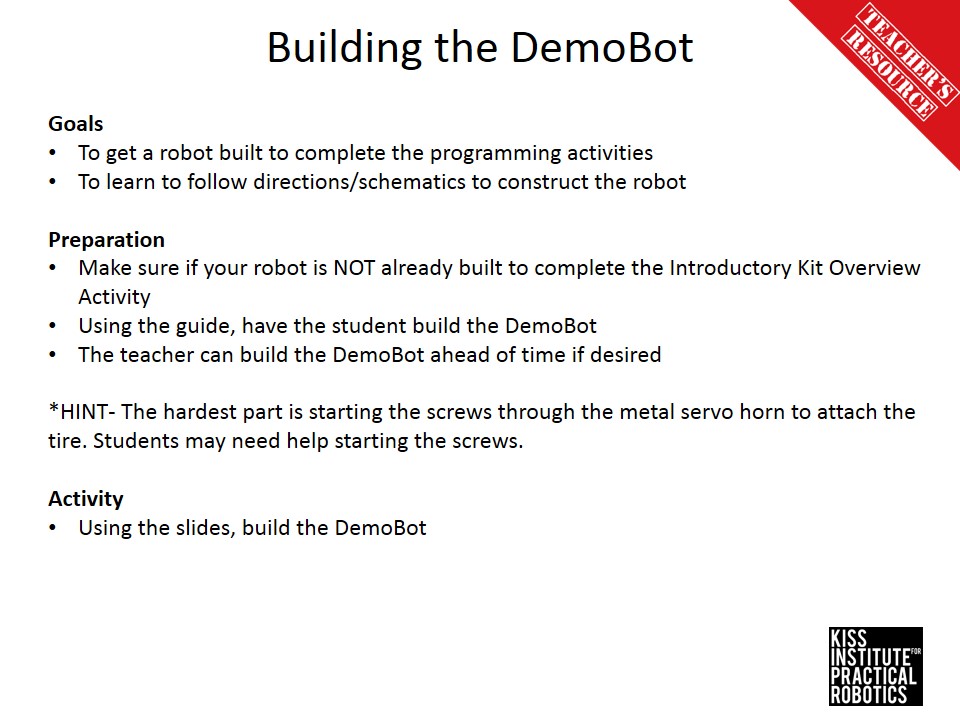 Building the DemoBot
TEACHER'S
RESOURCE
Goals
• To get a robot built to complete the programming activities
• To learn to follow directions/schematics to construct the robot
Preparation
• Make sure if your robot is NOT already built to complete the Introductory Kit Overview
Activity
• Using the guide, have the student build the DemoBot
• The teacher can build the DemoBot ahead of time if desired
*HINT- The hardest part is starting the screws through the metal servo horn to attach the
tire. Students may need help starting the screws.
Activity
• Using the slides, build the DemoBot
KISS
INSTITUTE FOR
PRACTICAL
ROBOTICS